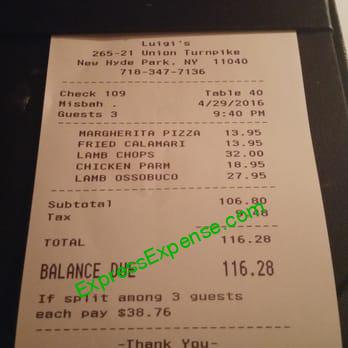 Luigi's
265-21 Union Turnpike
New Hyde Park, NY 11040
718-347-7136
Check 109 Table 40
Misbah . 4/29/2016
Guests 3 9:40 PM
MARGHERITA PIZZA 13.95
FRIED CALAMARI 13.95
LAMB CHOPS 32.00
CHICKEN PARM 18.95
LAMB OSSOBUCO 27.95
Subtotal 106.80
Tax 9.48
TOTAL 116.28
BALANCE DUE 116.28
ExpressExpense.com
If split among 3 guests
each pay $38.76
-Thank You-